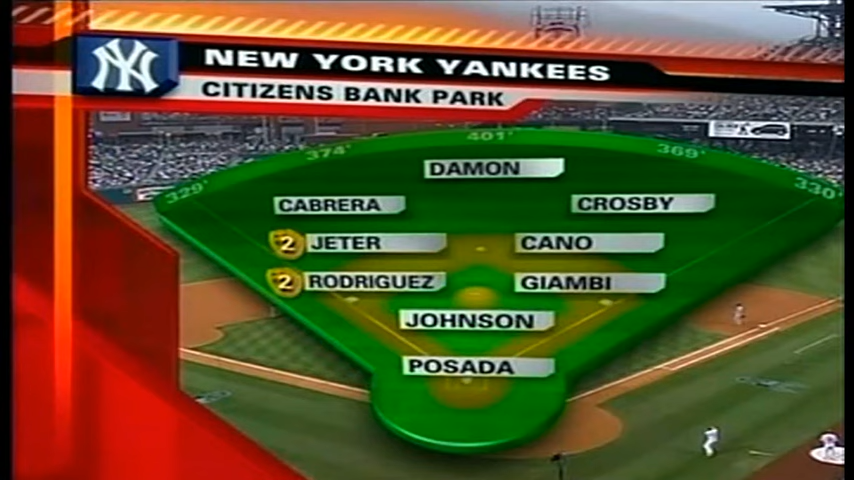 NY
NEW YORK YANKEES
CITIZENS BANK PARK
401'
374'
369'
329'
330'
DAMON
CABRERA
CROSBY
2 JETER
CANO
2 RODRIGUEZ
GIAMBI
JOHNSON
POSADA